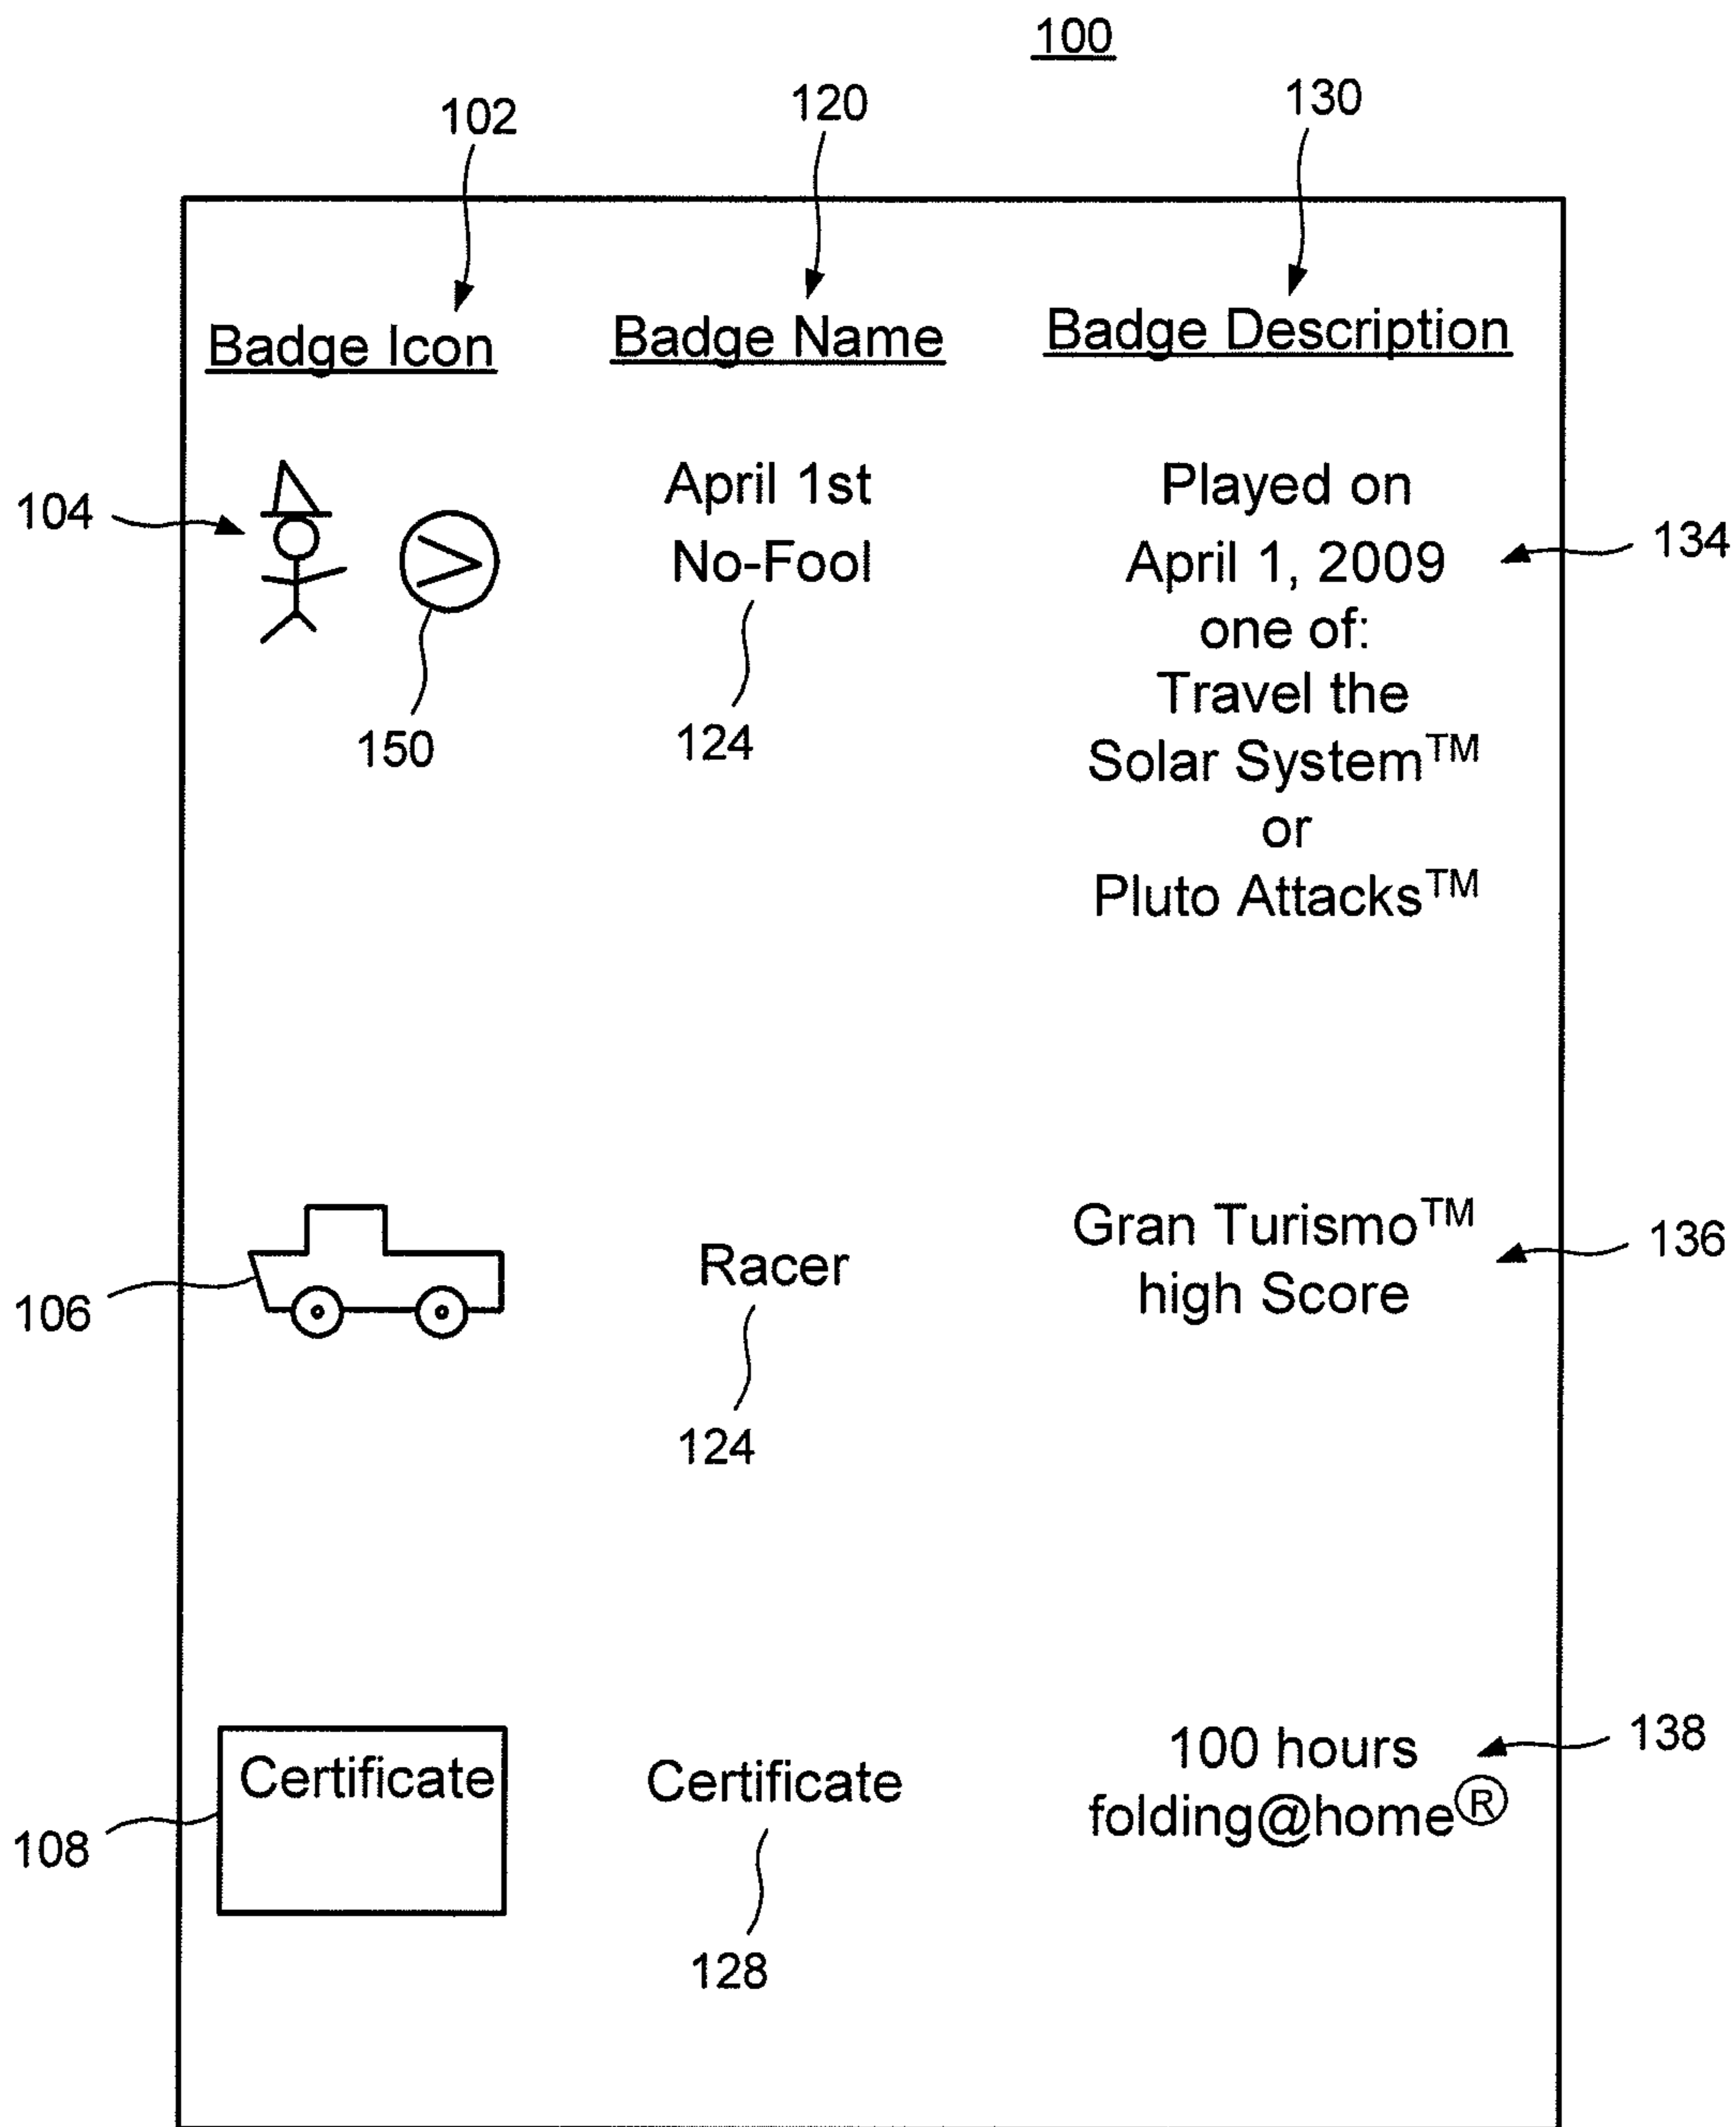 100
102
120
130
Badge Icon
Badge Name
Badge Description
104
April 1st
No-Fool
150
124
Played on
April 1, 2009
one of:
Travel the
Solar System™
or
Pluto Attacks™
134
106
Racer
124
Gran Turismo™
high Score
136
108
Certificate
Certificate
128
100 hours
folding@home®
138